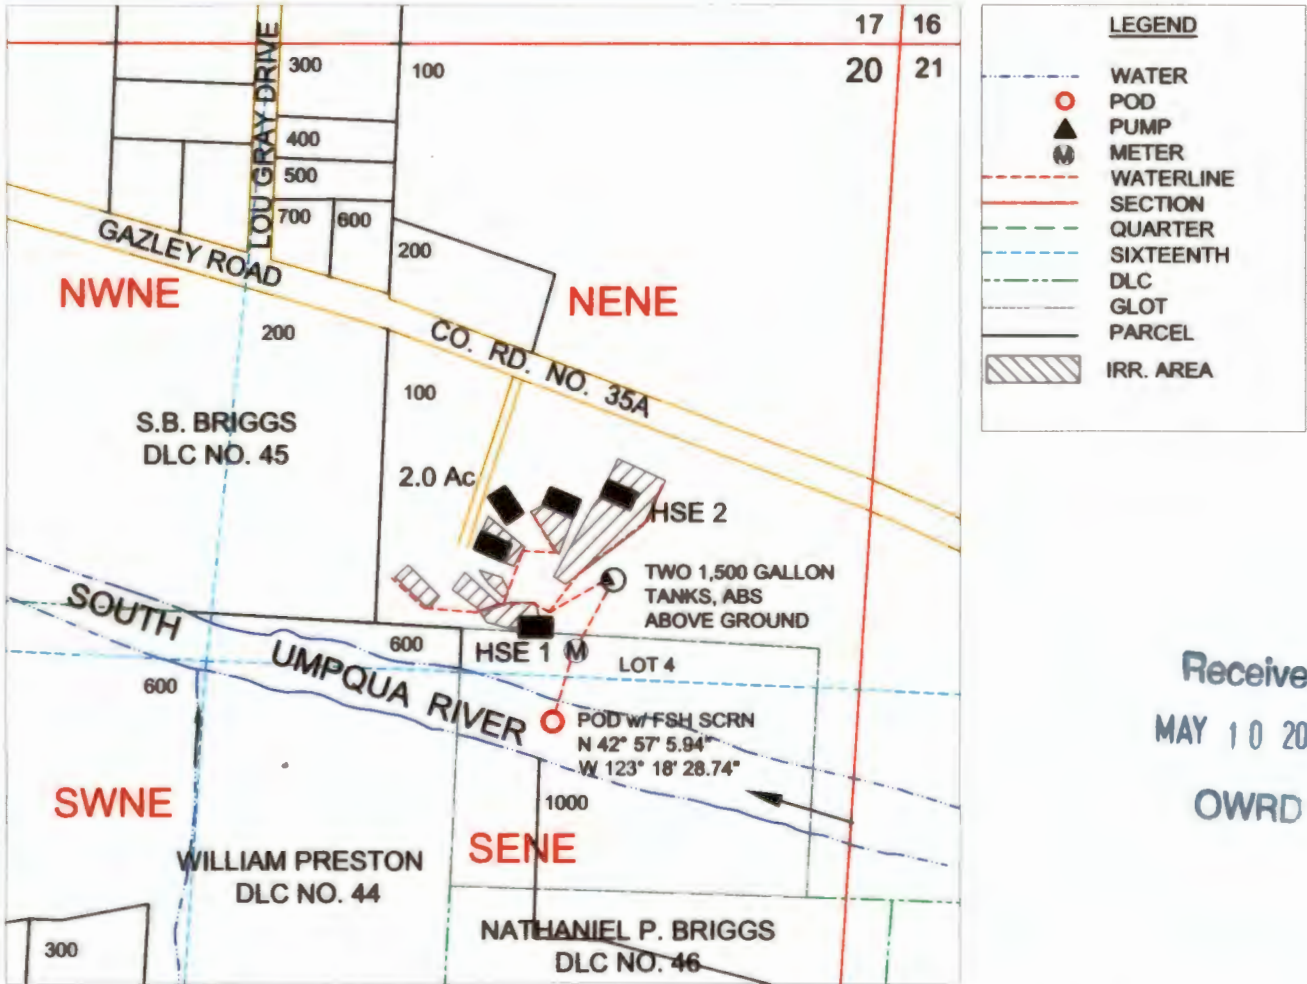 17 16
20 21
LOU GRAY DRIVE
300
100
400
500
700
600
200
GAZLEY ROAD
CO. RD. NO. 35A
NWNE
NENE
200
100
S.B. BRIGGS
DLC NO. 45
2.0 Ac
HSE 2
TWO 1,500 GALLON
TANKS, ABS
ABOVE GROUND
SOUTH UMPQUA RIVER
600
HSE 1
M
LOT 4
600
POD w/ FSH SCRN
N 42° 57' 5.94"
W 123° 18' 28.74"
SWNE
1000
SENE
WILLIAM PRESTON
DLC NO. 44
NATHANIEL P. BRIGGS
DLC NO. 46
300
LEGEND
WATER
POD
PUMP
M METER
WATERLINE
SECTION
QUARTER
SIXTEENTH
DLC
GLOT
PARCEL
IRR. AREA
Receive
MAY 10 20
OWRD